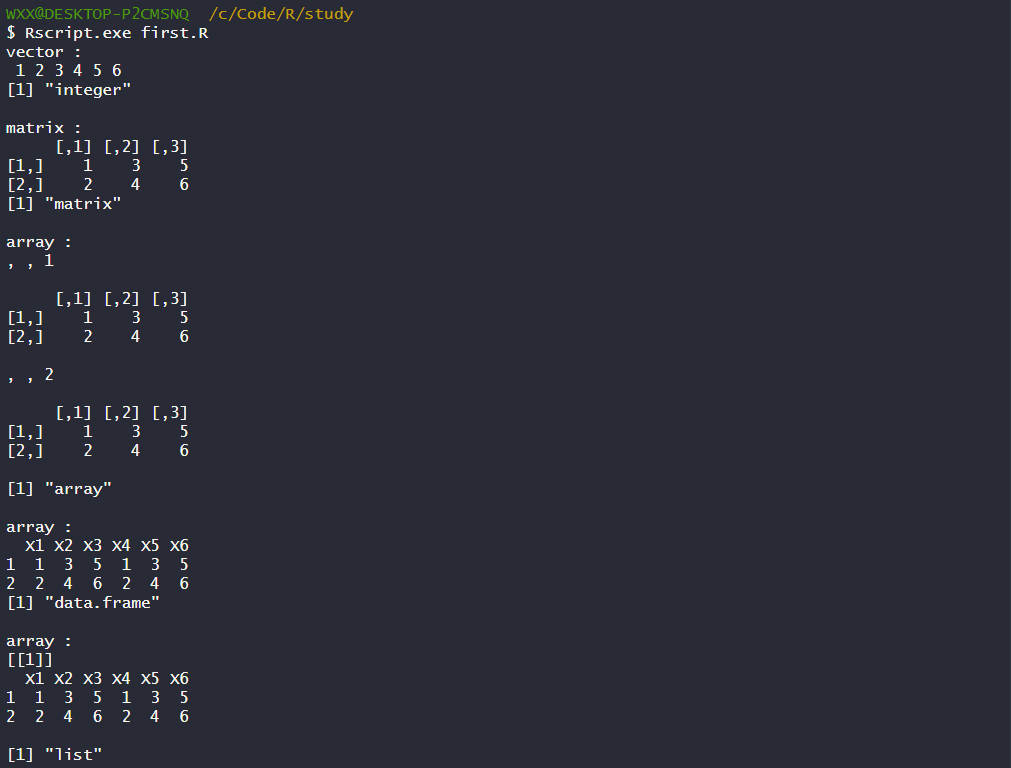 WXX@DESKTOP-P2CMSNQ  /c/Code/R/study
$ Rscript.exe first.R
vector :
 1 2 3 4 5 6
[1] "integer"

matrix :
     [,1] [,2] [,3]
[1,]    1    3    5
[2,]    2    4    6
[1] "matrix"

array :
, , 1

     [,1] [,2] [,3]
[1,]    1    3    5
[2,]    2    4    6

, , 2

     [,1] [,2] [,3]
[1,]    1    3    5
[2,]    2    4    6

[1] "array"

array :
  X1 X2 X3 X4 X5 X6
1  1  3  5  1  3  5
2  2  4  6  2  4  6
[1] "data.frame"

array :
[[1]]
  X1 X2 X3 X4 X5 X6
1  1  3  5  1  3  5
2  2  4  6  2  4  6

[1] "list"